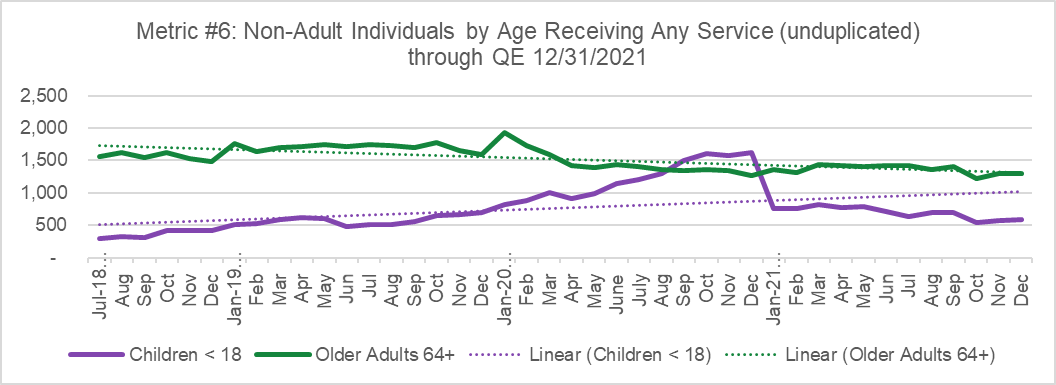 Metric #6: Non-Adult Individuals by Age Receiving Any Service (unduplicated)
through QE 12/31/2021
2,500
2,000
1,500
1,000
500
-
Jul-18… Aug Sep Oct Nov Dec Jan-19… Feb Mar Apr May Jun Jul Aug Sep Oct Nov Dec Jan-20… Feb Mar Apr May June July Aug Sep Oct Nov Dec Jan-21… Feb Mar Apr May Jun Jul Aug Sep Oct Nov Dec
Children < 18 Older Adults 64+ Linear (Children < 18) Linear (Older Adults 64+)